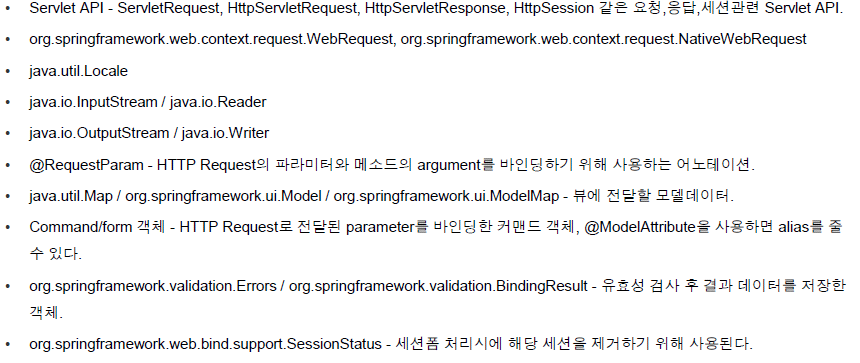 • Servlet API - ServletRequest, HttpServletRequest, HttpServletResponse, HttpSession 같은 요청,응답,세션관련 Servlet API.
• org.springframework.web.context.request.WebRequest, org.springframework.web.context.request.NativeWebRequest
• java.util.Locale
• java.io.InputStream / java.io.Reader
• java.io.OutputStream / java.io.Writer
• @RequestParam - HTTP Request의 파라미터와 메소드의 argument를 바인딩하기 위해 사용하는 어노테이션.
• java.util.Map / org.springframework.ui.Model / org.springframework.ui.ModelMap - 뷰에 전달할 모델데이터.
• Command/form 객체 - HTTP Request로 전달된 parameter를 바인딩한 커맨드 객체, @ModelAttribute을 사용하면 alias를 줄
수 있다.
• org.springframework.validation.Errors / org.springframework.validation.BindingResult - 유효성 검사 후 결과 데이터를 저장한
객체.
• org.springframework.web.bind.support.SessionStatus - 세션폼 처리시에 해당 세션을 제거하기 위해 사용된다.